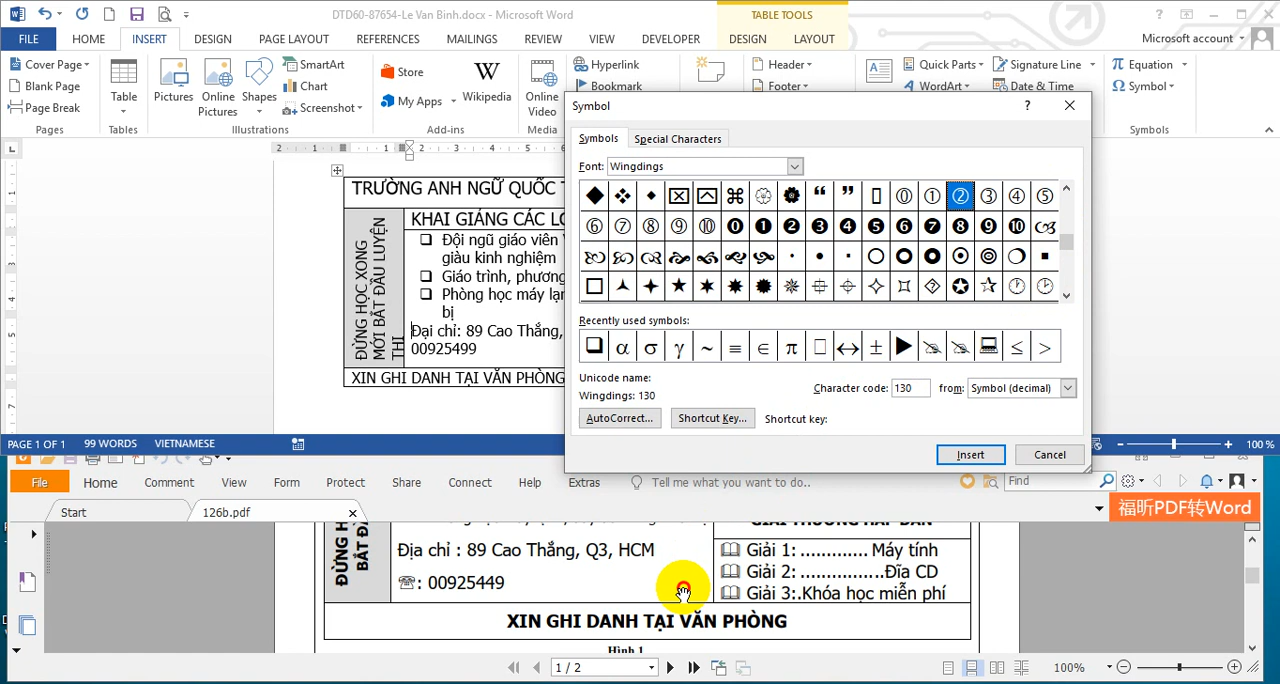 DTD60-87654-Le Van Binh.docx - Microsoft Word
TABLE TOOLS
FILE HOME INSERT DESIGN PAGE LAYOUT REFERENCES MAILINGS REVIEW VIEW DEVELOPER DESIGN LAYOUT Microsoft account
Cover Page
Blank Page
Page Break
Pages
Table
Tables
Pictures
Online Pictures
Shapes
SmartArt
Chart
Screenshot
Illustrations
Store
My Apps
Wikipedia
Add-ins
Online Video
Media
Hyperlink
Bookmark
Header
Footer
Quick Parts
WordArt
Signature Line
Date & Time
Equation
Symbol
Symbols
TRƯỜNG ANH NGỮ QUỐC T
ĐỪNG HỌC XONG
MỚI BẮT ĐẦU LUYỆN
THI
KHAI GIẢNG CÁC LO
Đội ngũ giáo viên
giàu kinh nghiệm
Giáo trình, phương
Phòng học máy lạn
bị
Đại chỉ: 89 Cao Thắng,
00925499
XIN GHI DANH TẠI VĂN PHÒNG
Symbol
Symbols Special Characters
Font: Wingdings
Recently used symbols:
Unicode name:
Wingdings: 130
Character code: 130 from: Symbol (decimal)
AutoCorrect... Shortcut Key... Shortcut key:
Insert Cancel
PAGE 1 OF 1 99 WORDS VIETNAMESE 100 %
File Home Comment View Form Protect Share Connect Help Extras Tell me what you want to do.. Find
Start 126b.pdf 福昕PDF转Word
ĐỪNG H
BẮT ĐẦ
GIẢI THƯỞNG HẤP DẪN
Địa chỉ : 89 Cao Thắng, Q3, HCM
☏: 00925449
Giải 1: ............. Máy tính
Giải 2: ................Đĩa CD
Giải 3:.Khóa học miễn phí
XIN GHI DANH TẠI VĂN PHÒNG
Hình 1
1 / 2 100%